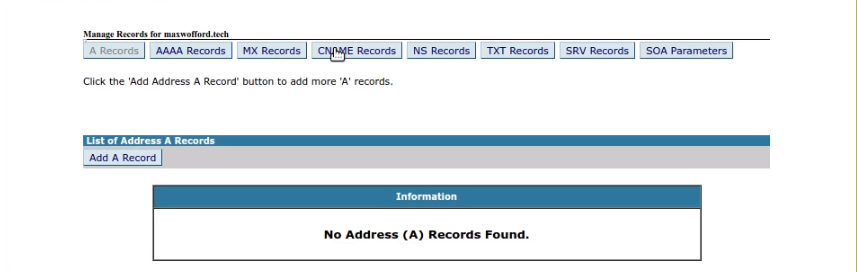 Manage Records for maxwofford.tech
A Records AAAA Records MX Records CNAME Records NS Records TXT Records SRV Records SOA Parameters
Click the 'Add Address A Record' button to add more 'A' records.
List of Address A Records
Add A Record
Information
No Address (A) Records Found.